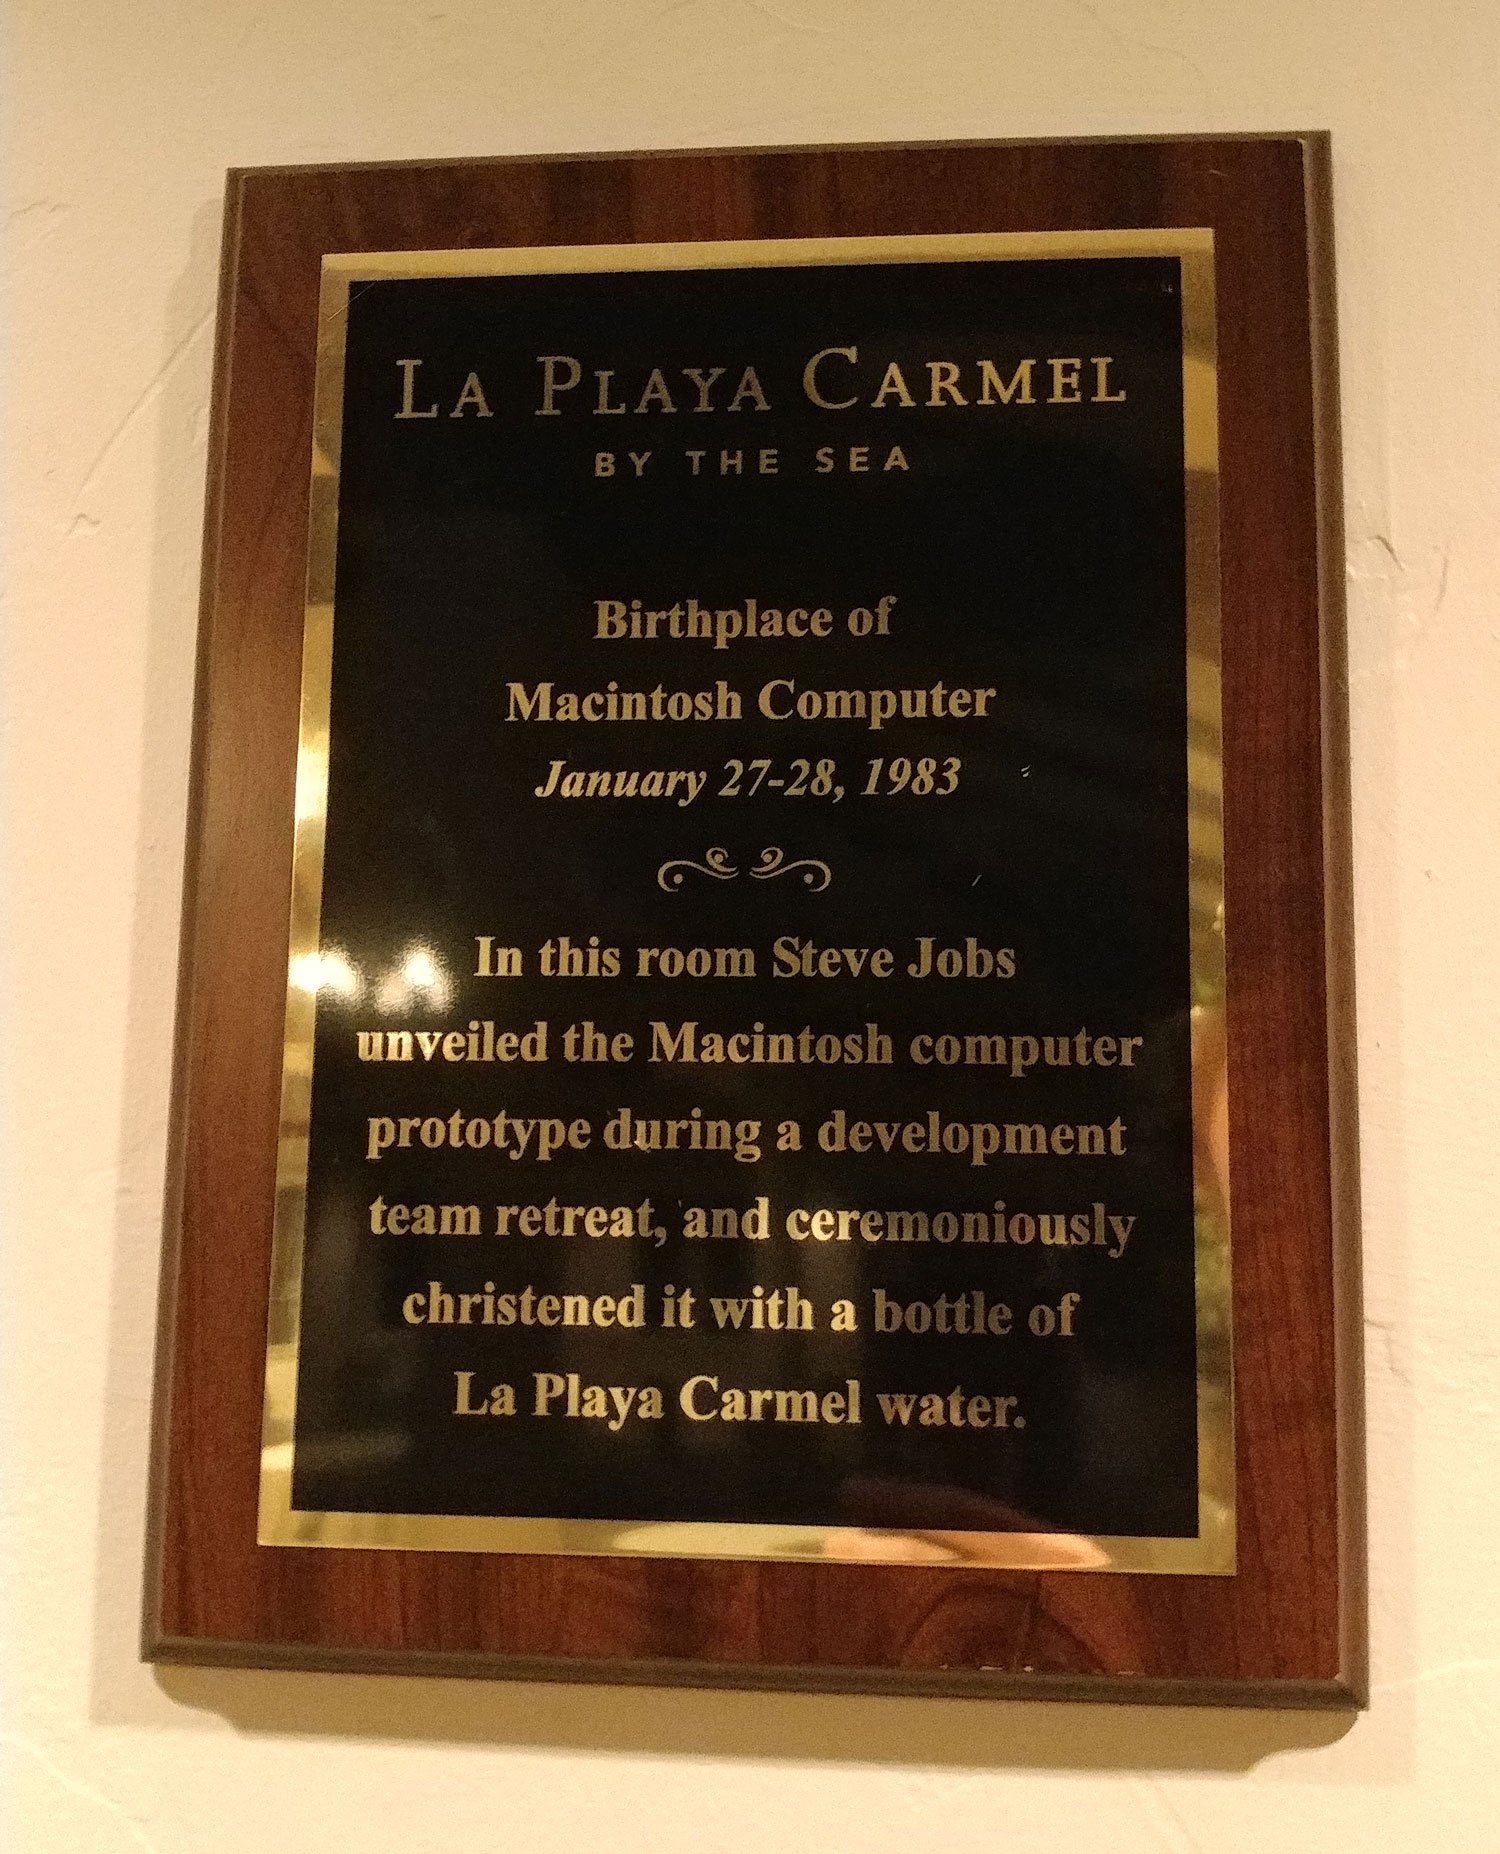 LA PLAYA CARMEL
BY THE SEA
Birthplace of
Macintosh Computer
January 27-28, 1983
In this room Steve Jobs
unveiled the Macintosh computer
prototype during a development
team retreat, and ceremoniously
christened it with a bottle of
La Playa Carmel water.